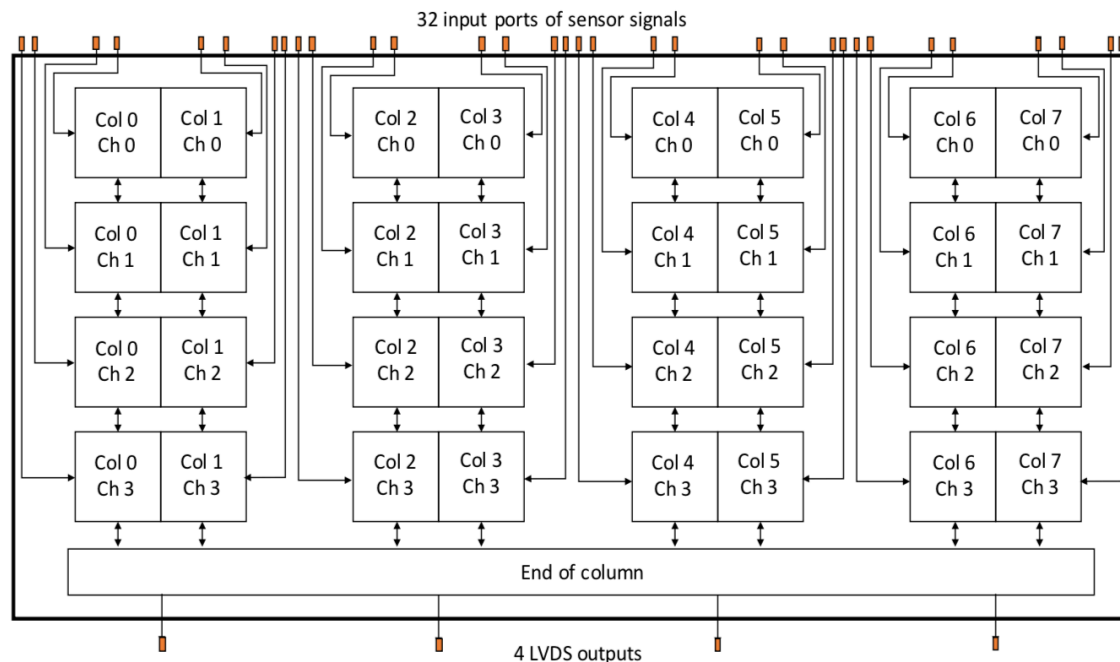 32 input ports of sensor signals
Col 0 Col 1 Col 2 Col 3 Col 4 Col 5 Col 6 Col 7
Ch 0 Ch 0 Ch 0 Ch 0 Ch 0 Ch 0 Ch 0 Ch 0
Col 0 Col 1 Col 2 Col 3 Col 4 Col 5 Col 6 Col 7
Ch 1 Ch 1 Ch 1 Ch 1 Ch 1 Ch 1 Ch 1 Ch 1
Col 0 Col 1 Col 2 Col 3 Col 4 Col 5 Col 6 Col 7
Ch 2 Ch 2 Ch 2 Ch 2 Ch 2 Ch 2 Ch 2 Ch 2
Col 0 Col 1 Col 2 Col 3 Col 4 Col 5 Col 6 Col 7
Ch 3 Ch 3 Ch 3 Ch 3 Ch 3 Ch 3 Ch 3 Ch 3
End of column
4 LVDS outputs